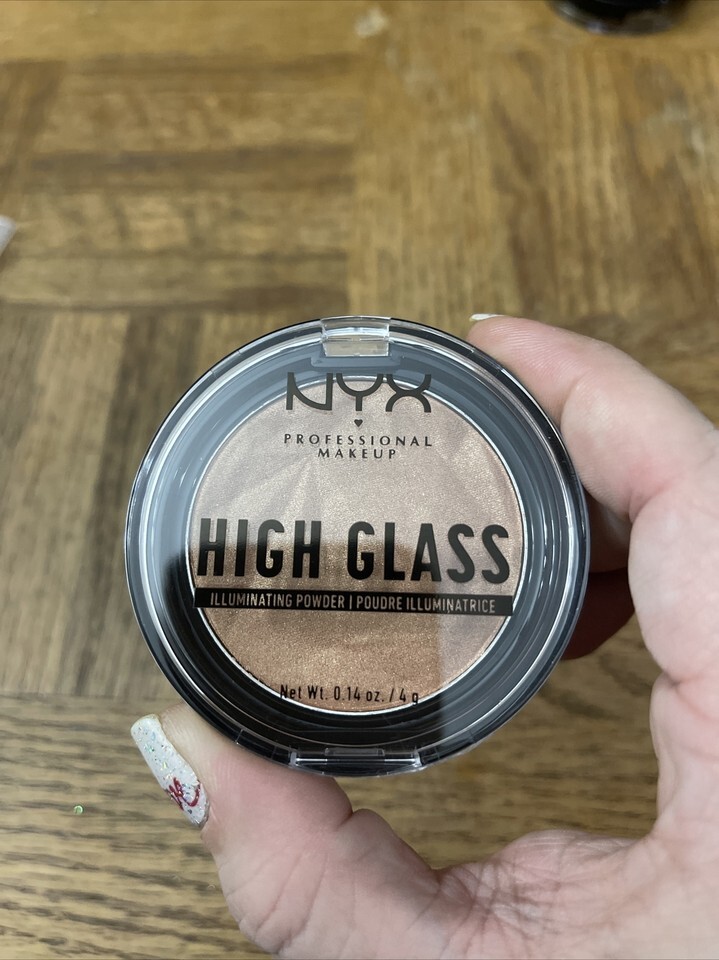 NYX
PROFESSIONAL
MAKEUP
HIGH GLASS
ILLUMINATING POWDER | POUDRE ILLUMINATRICE
Net Wt. 0.14 oz. / 4 g